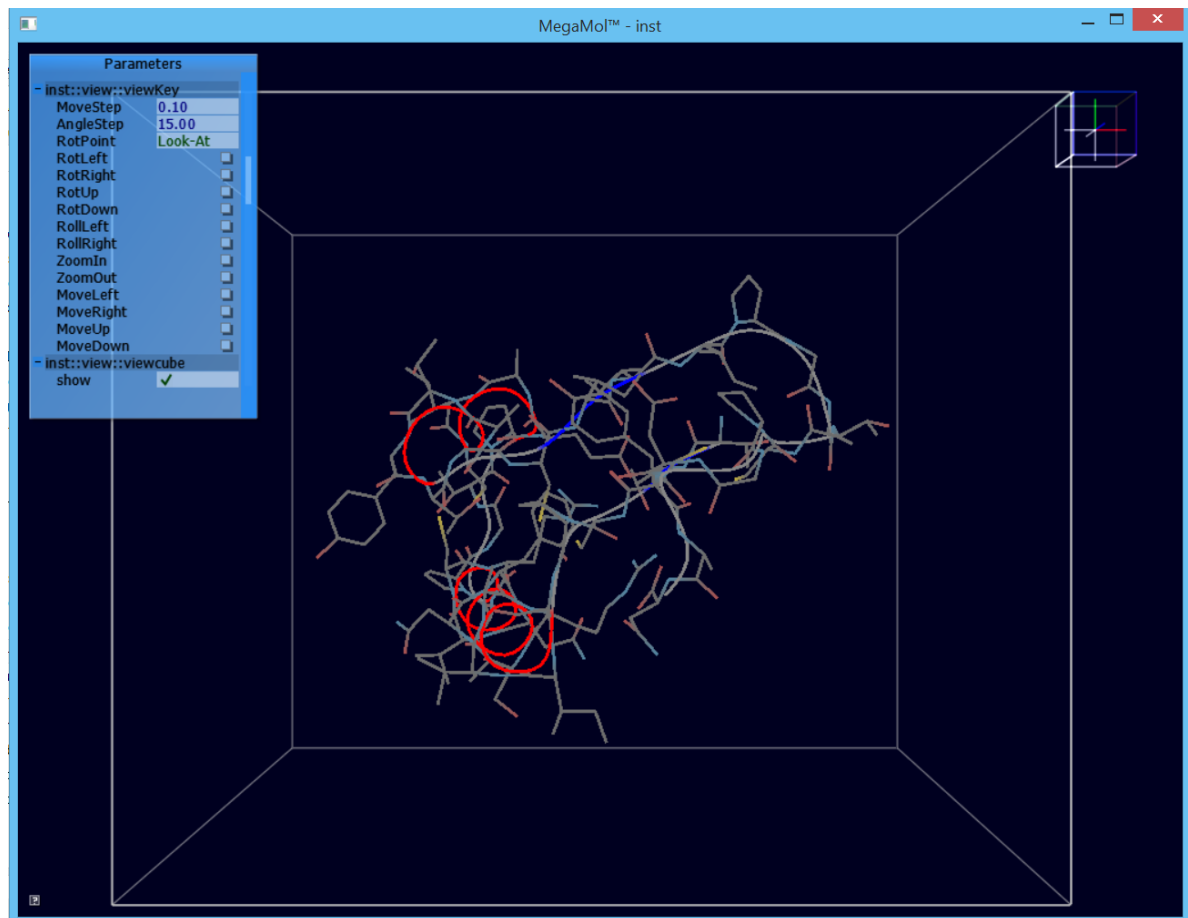 MegaMol™ - inst
Parameters
- inst::view::viewKey
MoveStep 0.10
AngleStep 15.00
RotPoint Look-At
RotLeft
RotRight
RotUp
RotDown
RollLeft
RollRight
ZoomIn
ZoomOut
MoveLeft
MoveRight
MoveUp
MoveDown
- inst::view::viewcube
show
?